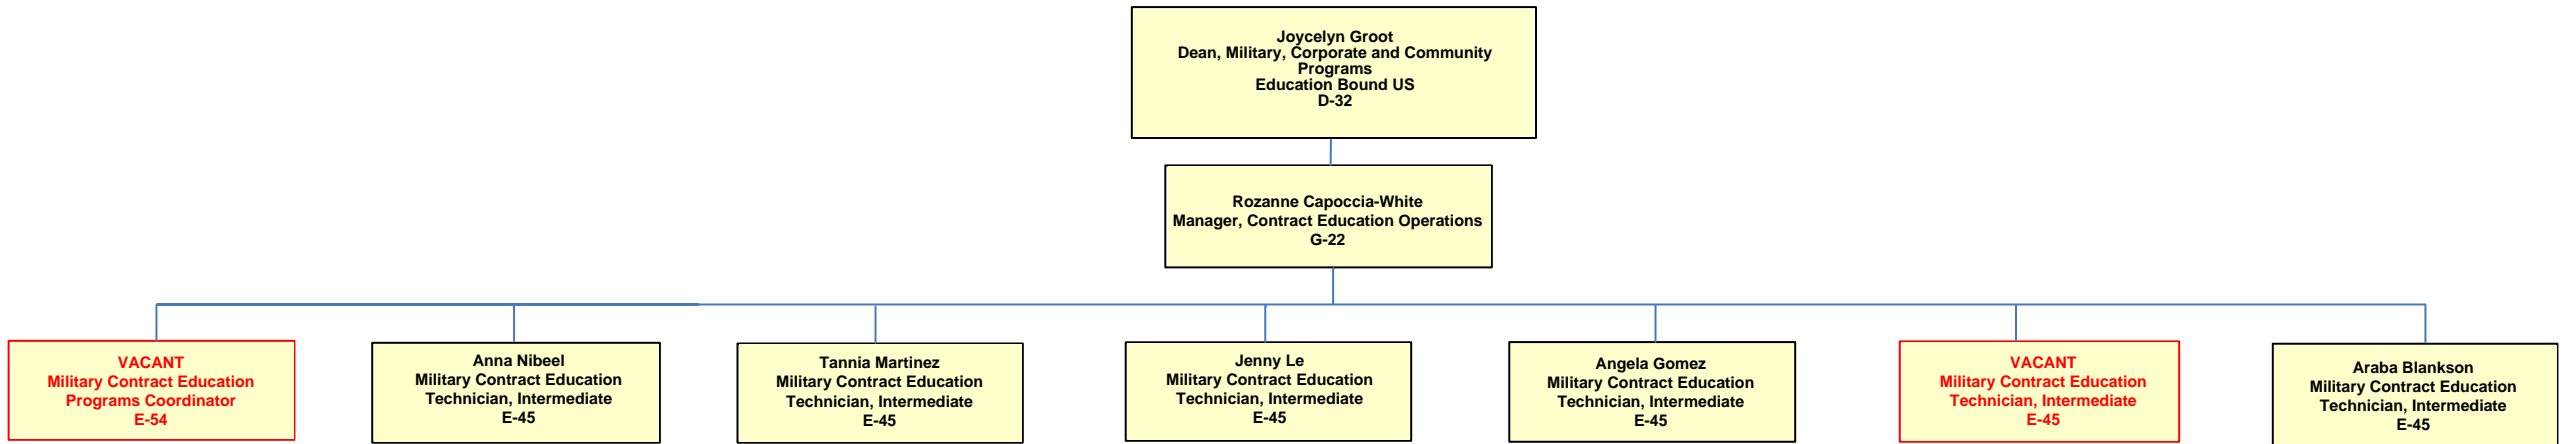 Joycelyn Groot
Dean, Military, Corporate and Community
Programs
Education Bound US
D-32
Rozanne Capoccia-White
Manager, Contract Education Operations
G-22
VACANT
Military Contract Education
Programs Coordinator
E-54
Anna Nibeel
Military Contract Education
Technician, Intermediate
E-45
Tannia Martinez
Military Contract Education
Technician, Intermediate
E-45
Jenny Le
Military Contract Education
Technician, Intermediate
E-45
Angela Gomez
Military Contract Education
Technician, Intermediate
E-45
VACANT
Military Contract Education
Technician, Intermediate
E-45
Araba Blankson
Military Contract Education
Technician, Intermediate
E-45